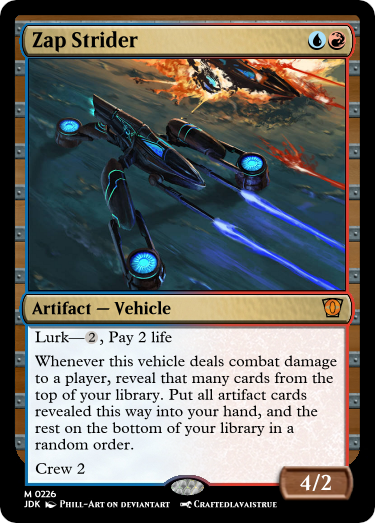 Zap Strider
Artifact — Vehicle
Lurk—2, Pay 2 life
Whenever this vehicle deals combat damage
to a player, reveal that many cards from the
top of your library. Put all artifact cards
revealed this way into your hand, and the
rest on the bottom of your library in a
random order.
Crew 2
4/2
M 0226
JDK Phill-Art on deviantart Craftedlavaistrue